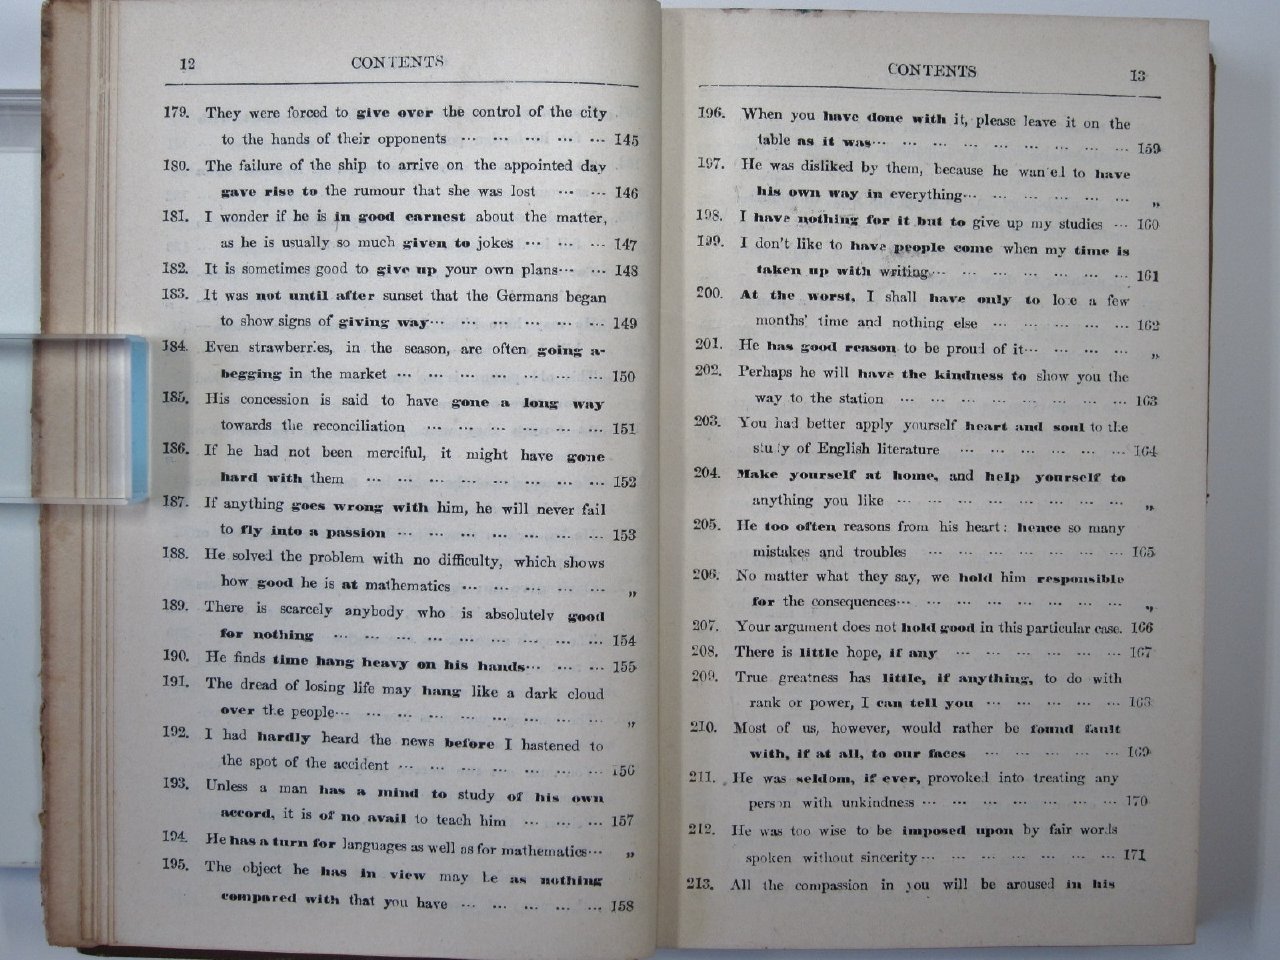 12 CONTENTS
179. They were forced to give over the control of the city
to the hands of their opponents ··· ··· ··· ··· ··· 145
180. The failure of the ship to arrive on the appointed day
gave rise to the rumour that she was lost ··· ··· 146
181. I wonder if he is in good earnest about the matter,
as he is usually so much given to jokes ··· ··· ··· 147
182. It is sometimes good to give up your own plans··· ··· 148
183. It was not until after sunset that the Germans began
to show signs of giving way··· ··· ··· ··· ··· ··· 149
184. Even strawberries, in the season, are often going a-
begging in the market ··· ··· ··· ··· ··· ··· ··· 150
185. His concession is said to have gone a long way
towards the reconciliation ··· ··· ··· ··· ··· ··· 151
186. If he had not been merciful, it might have gone
hard with them ··· ··· ··· ··· ··· ··· ··· ··· 152
187. If anything goes wrong with him, he will never fail
to fly into a passion ··· ··· ··· ··· ··· ··· ··· 153
188. He solved the problem with no difficulty, which shows
how good he is at mathematics ··· ··· ··· ··· ··· „
189. There is scarcely anybody who is absolutely good
for nothing ··· ··· ··· ··· ··· ··· ··· ··· ··· 154
190. He finds time hang heavy on his hands··· ··· ··· 155
191. The dread of losing life may hang like a dark cloud
over the people··· ··· ··· ··· ··· ··· ··· ··· ··· „
192. I had hardly heard the news before I hastened to
the spot of the accident ··· ··· ··· ··· ··· ··· ··· 156
193. Unless a man has a mind to study of his own
accord, it is of no avail to teach him ··· ··· ··· 157
194. He has a turn for languages as well as for mathematics··· „
195. The object he has in view may be as nothing
compared with that you have ··· ··· ··· ··· ··· 158
CONTENTS 13
196. When you have done with it, please leave it on the
table as it was··· ··· ··· ··· ··· ··· ··· ··· ··· 159
197. He was disliked by them, because he wanted to have
his own way in everything··· ··· ··· ··· ··· ··· „
198. I have nothing for it but to give up my studies ··· 160
199. I don't like to have people come when my time is
taken up with writing··· ··· ··· ··· ··· ··· ··· 161
200. At the worst, I shall have only to lose a few
months' time and nothing else ··· ··· ··· ··· ··· 162
201. He has good reason to be proud of it··· ··· ··· ··· „
202. Perhaps he will have the kindness to show you the
way to the station ··· ··· ··· ··· ··· ··· ··· 163
203. You had better apply yourself heart and soul to the
study of English literature ··· ··· ··· ··· ··· ··· 164
204. Make yourself at home, and help yourself to
anything you like ··· ··· ··· ··· ··· ··· ··· ··· „
205. He too often reasons from his heart: hence so many
mistakes and troubles ··· ··· ··· ··· ··· ··· ··· 165
206. No matter what they say, we hold him responsible
for the consequences··· ··· ··· ··· ··· ··· ··· ··· „
207. Your argument does not hold good in this particular case. 166
208. There is little hope, if any ··· ··· ··· ··· ··· ··· 167
209. True greatness has little, if anything, to do with
rank or power, I can tell you ··· ··· ··· ··· ··· 168
210. Most of us, however, would rather be found fault
with, if at all, to our faces ··· ··· ··· ··· ··· 169
211. He was seldom, if ever, provoked into treating any
person with unkindness ··· ··· ··· ··· ··· ··· ··· 170
212. He was too wise to be imposed upon by fair words
spoken without sincerity··· ··· ··· ··· ··· ··· ··· 171
213. All the compassion in you will be aroused in his